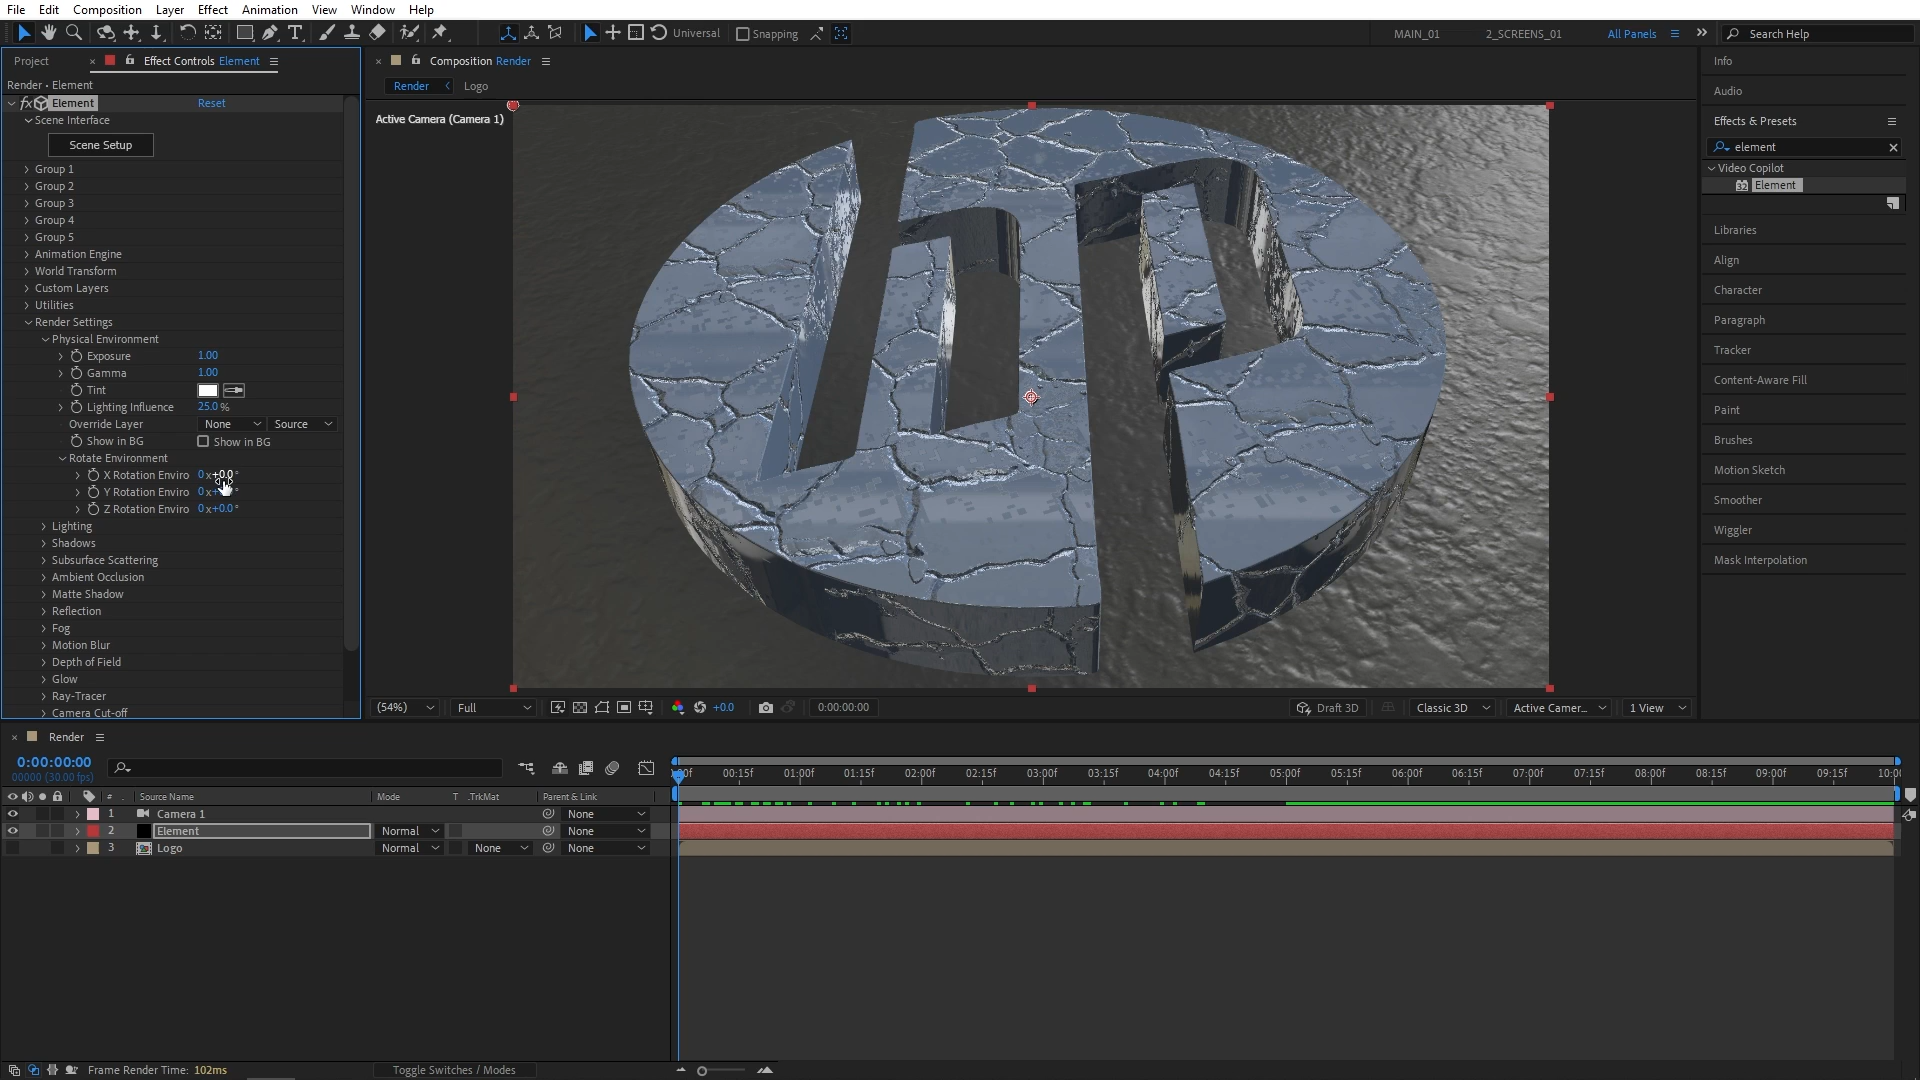 File Edit Composition Layer Effect Animation View Window Help
Universal Snapping MAIN_01 2_SCREENS_01 All Panels Search Help
Project Effect Controls Element Composition Render
Render • Element Render Logo
fx Element Reset
Scene Interface
Scene Setup
Group 1
Group 2
Group 3
Group 4
Group 5
Animation Engine
World Transform
Custom Layers
Utilities
Render Settings
Physical Environment
Exposure 1.00
Gamma 1.00
Tint
Lighting Influence 25.0 %
Override Layer None Source
Show in BG Show in BG
Rotate Environment
X Rotation Enviro 0x+0.0°
Y Rotation Enviro 0x+
Z Rotation Enviro 0x+0.0°
Lighting
Shadows
Subsurface Scattering
Ambient Occlusion
Matte Shadow
Reflection
Fog
Motion Blur
Depth of Field
Glow
Ray-Tracer
Camera Cut-off
Active Camera (Camera 1)
(54%) Full +0.0 0:00:00:00 Draft 3D Classic 3D Active Camer... 1 View
Info
Audio
Effects & Presets
element
Video Copilot
32 Element
Libraries
Align
Character
Paragraph
Tracker
Content-Aware Fill
Paint
Brushes
Motion Sketch
Smoother
Wiggler
Mask Interpolation
Render
0:00:00:00
00000 (30.00 fps)
00f 00:15f 01:00f 01:15f 02:00f 02:15f 03:00f 03:15f 04:00f 04:15f 05:00f 05:15f 06:00f 06:15f 07:00f 07:15f 08:00f 08:15f 09:00f 09:15f 10:00
# Source Name Mode T .TrkMat Parent & Link
1 Camera 1 None
2 Element Normal None
3 Logo Normal None None
Frame Render Time: 102ms Toggle Switches / Modes